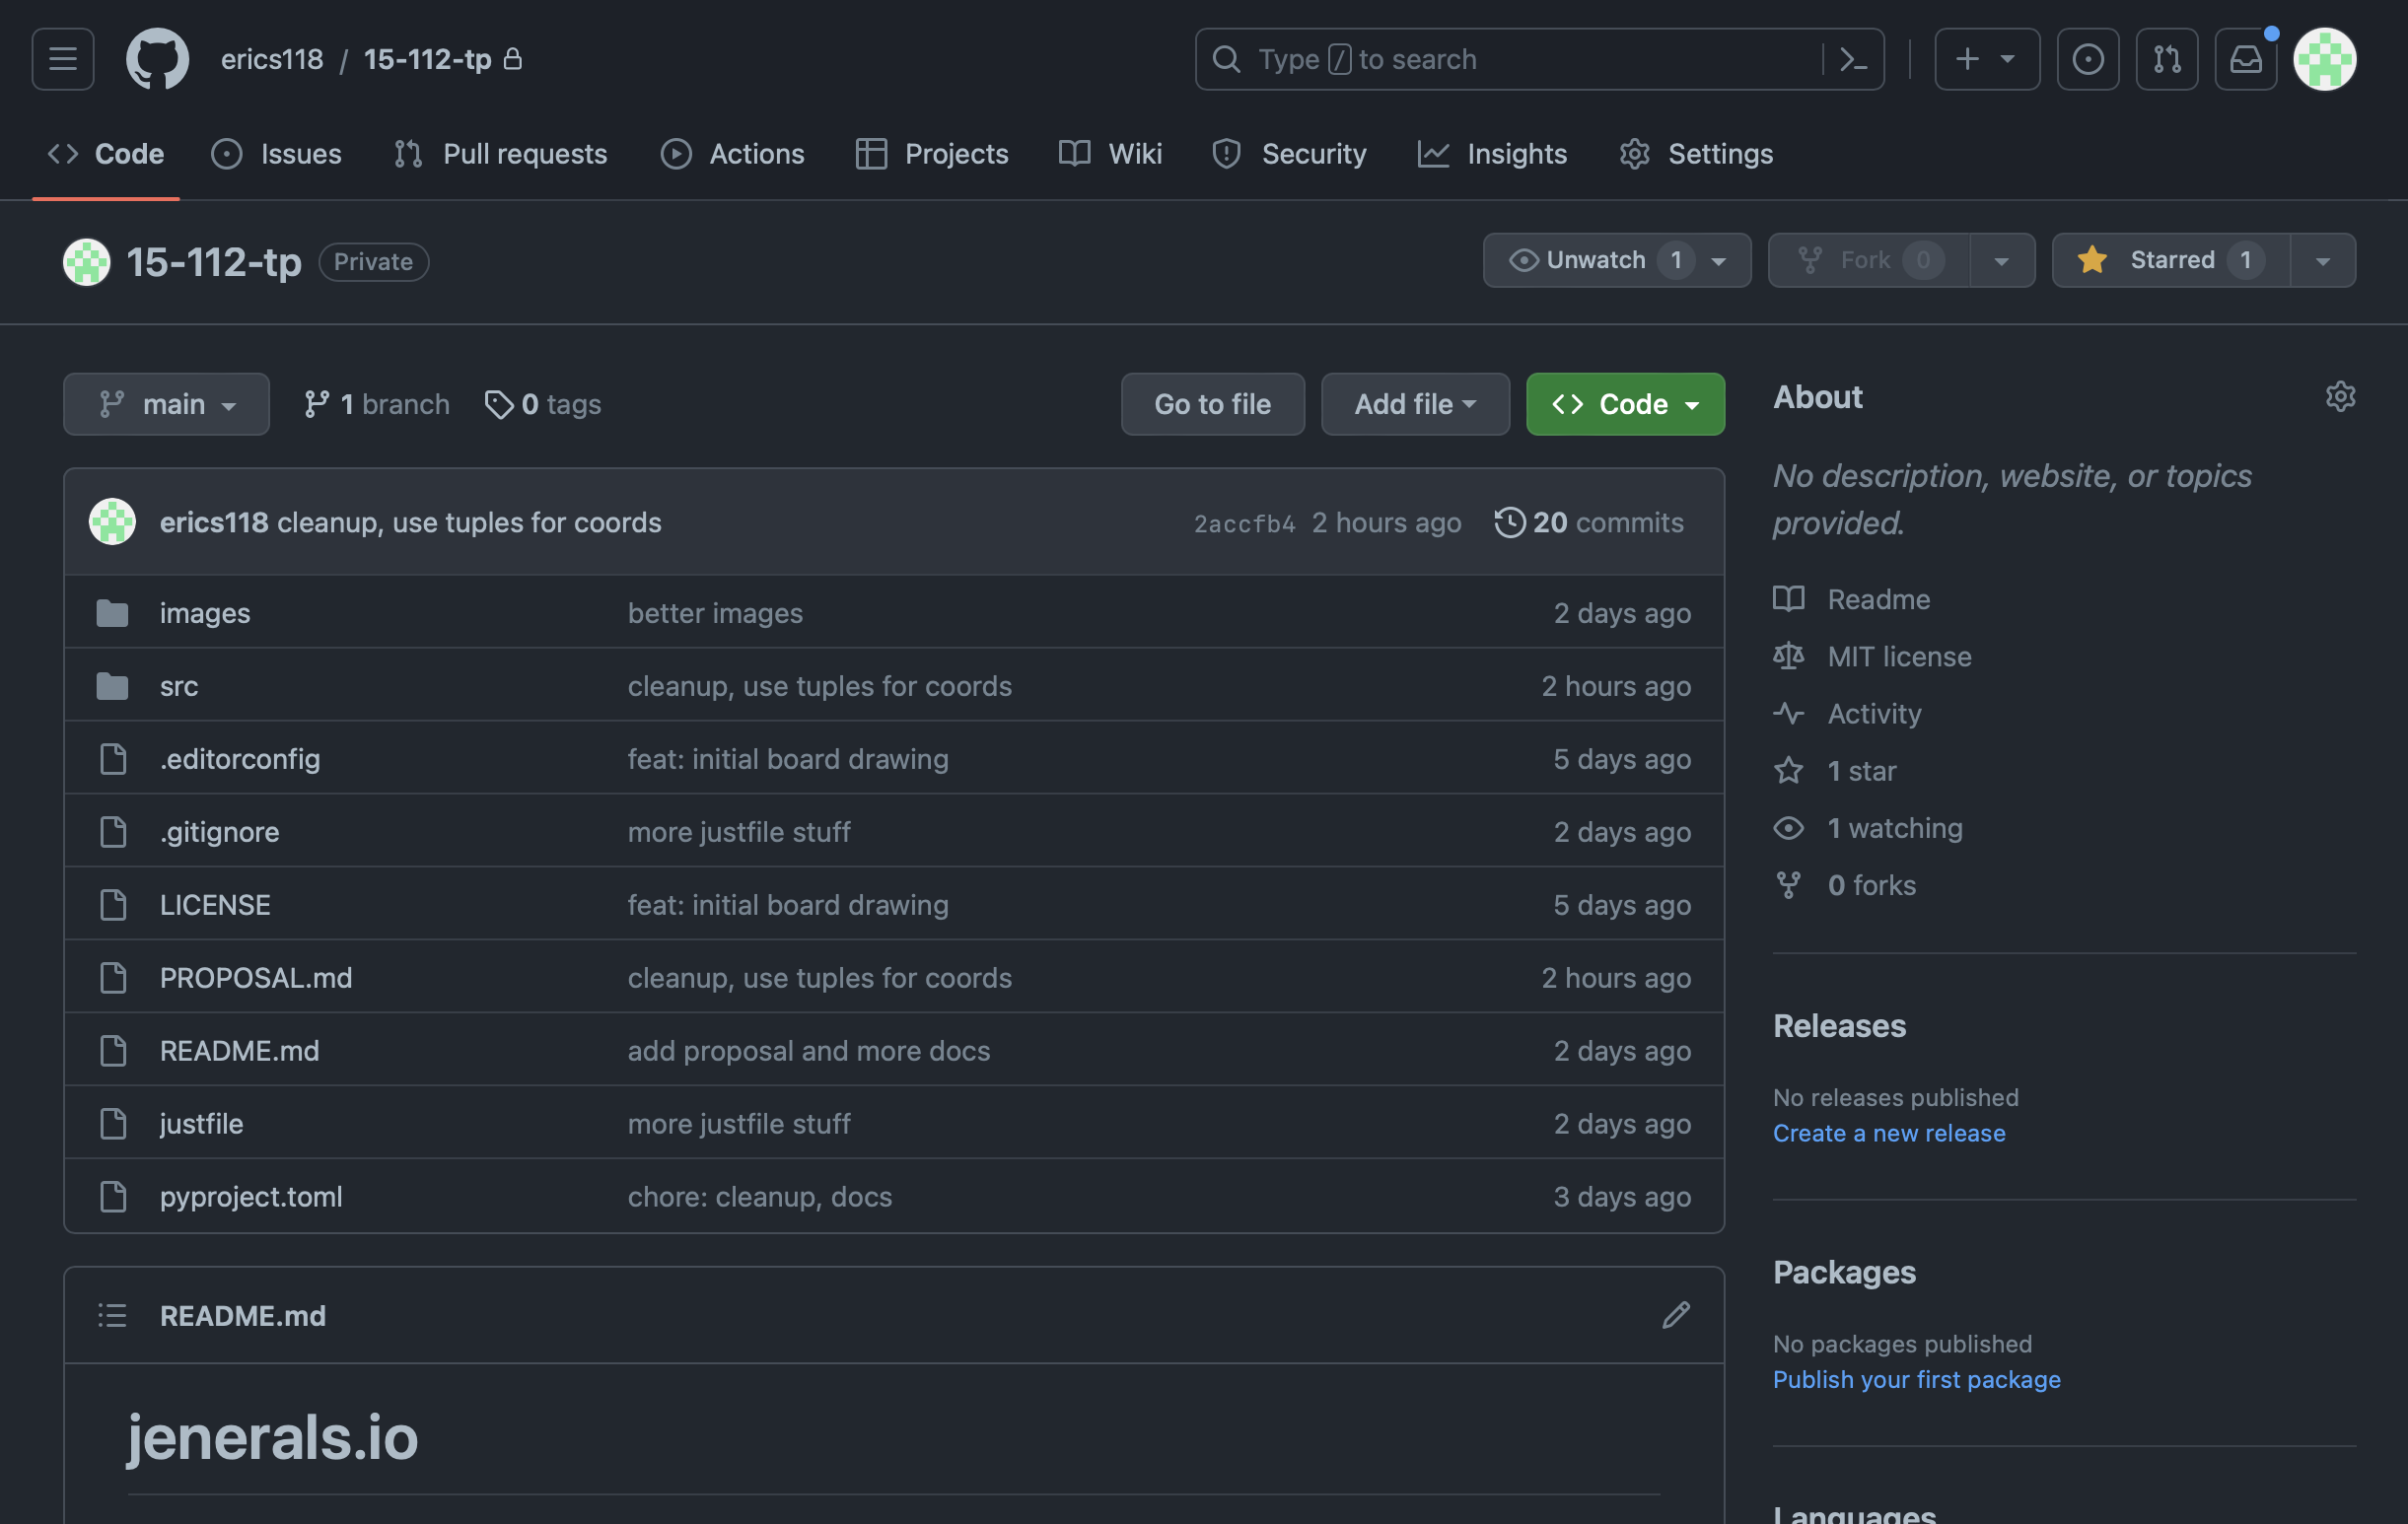 erics118 / 15-112-tp
Type / to search
Code Issues Pull requests Actions Projects Wiki Security Insights Settings
15-112-tp Private
Unwatch 1 Fork 0 Starred 1
main 1 branch 0 tags Go to file Add file Code
erics118 cleanup, use tuples for coords 2accfb4 2 hours ago 20 commits
images better images 2 days ago
src cleanup, use tuples for coords 2 hours ago
.editorconfig feat: initial board drawing 5 days ago
.gitignore more justfile stuff 2 days ago
LICENSE feat: initial board drawing 5 days ago
PROPOSAL.md cleanup, use tuples for coords 2 hours ago
README.md add proposal and more docs 2 days ago
justfile more justfile stuff 2 days ago
pyproject.toml chore: cleanup, docs 3 days ago
README.md
jenerals.io
About
No description, website, or topics
provided.
Readme
MIT license
Activity
1 star
1 watching
0 forks
Releases
No releases published
Create a new release
Packages
No packages published
Publish your first package
Languages